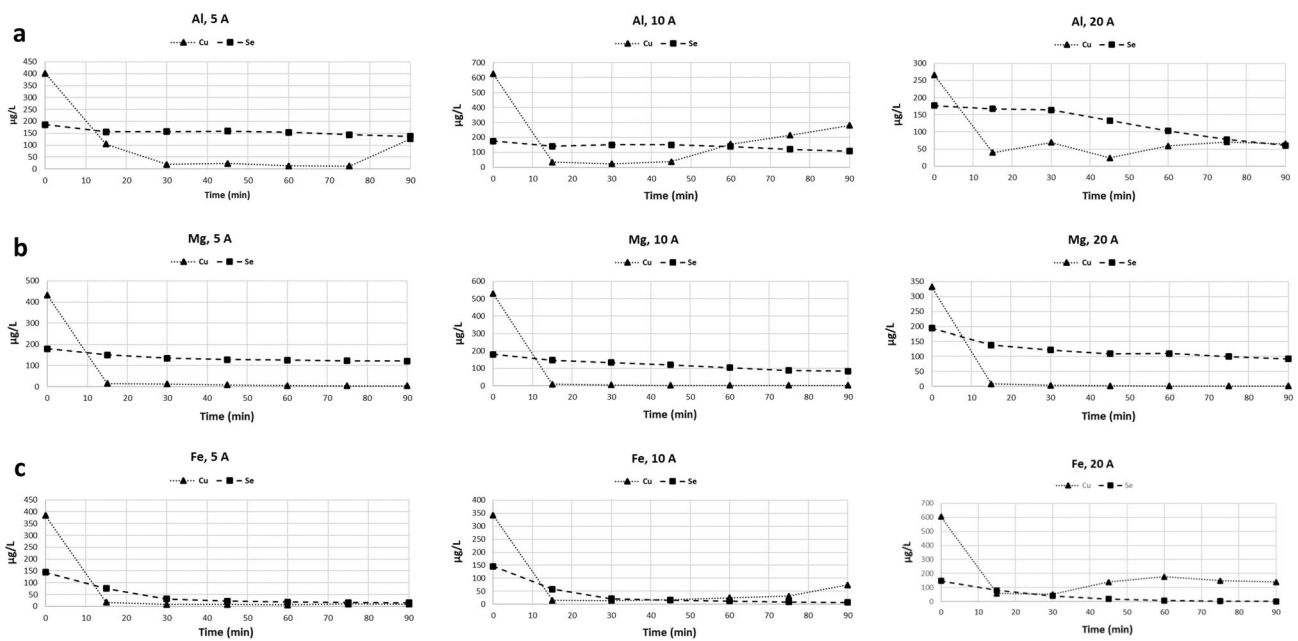 a
Al, 5 A
Cu Se
450
400
350
300
250
200
150
100
50
0
µg/L
0 10 20 30 40 50 60 70 80 90
Time (min)
Al, 10 A
Cu Se
700
600
500
400
300
200
100
0
µg/L
0 10 20 30 40 50 60 70 80 90
Time (min)
Al, 20 A
Cu Se
300
250
200
150
100
50
0
µg/L
0 10 20 30 40 50 60 70 80 90
Time (min)
b
Mg, 5 A
Cu Se
500
400
300
200
100
0
µg/L
0 10 20 30 40 50 60 70 80 90
Time (min)
Mg, 10 A
Cu Se
600
500
400
300
200
100
0
µg/L
0 10 20 30 40 50 60 70 80 90
Time (min)
Mg, 20 A
Cu Se
350
300
250
200
150
100
50
0
µg/L
0 10 20 30 40 50 60 70 80 90
Time (min)
c
Fe, 5 A
Cu Se
450
400
350
300
250
200
150
100
50
0
µg/L
0 10 20 30 40 50 60 70 80 90
Time (min)
Fe, 10 A
Cu Se
400
350
300
250
200
150
100
50
0
µg/L
0 10 20 30 40 50 60 70 80 90
Time (min)
Fe, 20 A
Cu Se
700
600
500
400
300
200
100
0
µg/L
0 10 20 30 40 50 60 70 80 90
Time (min)